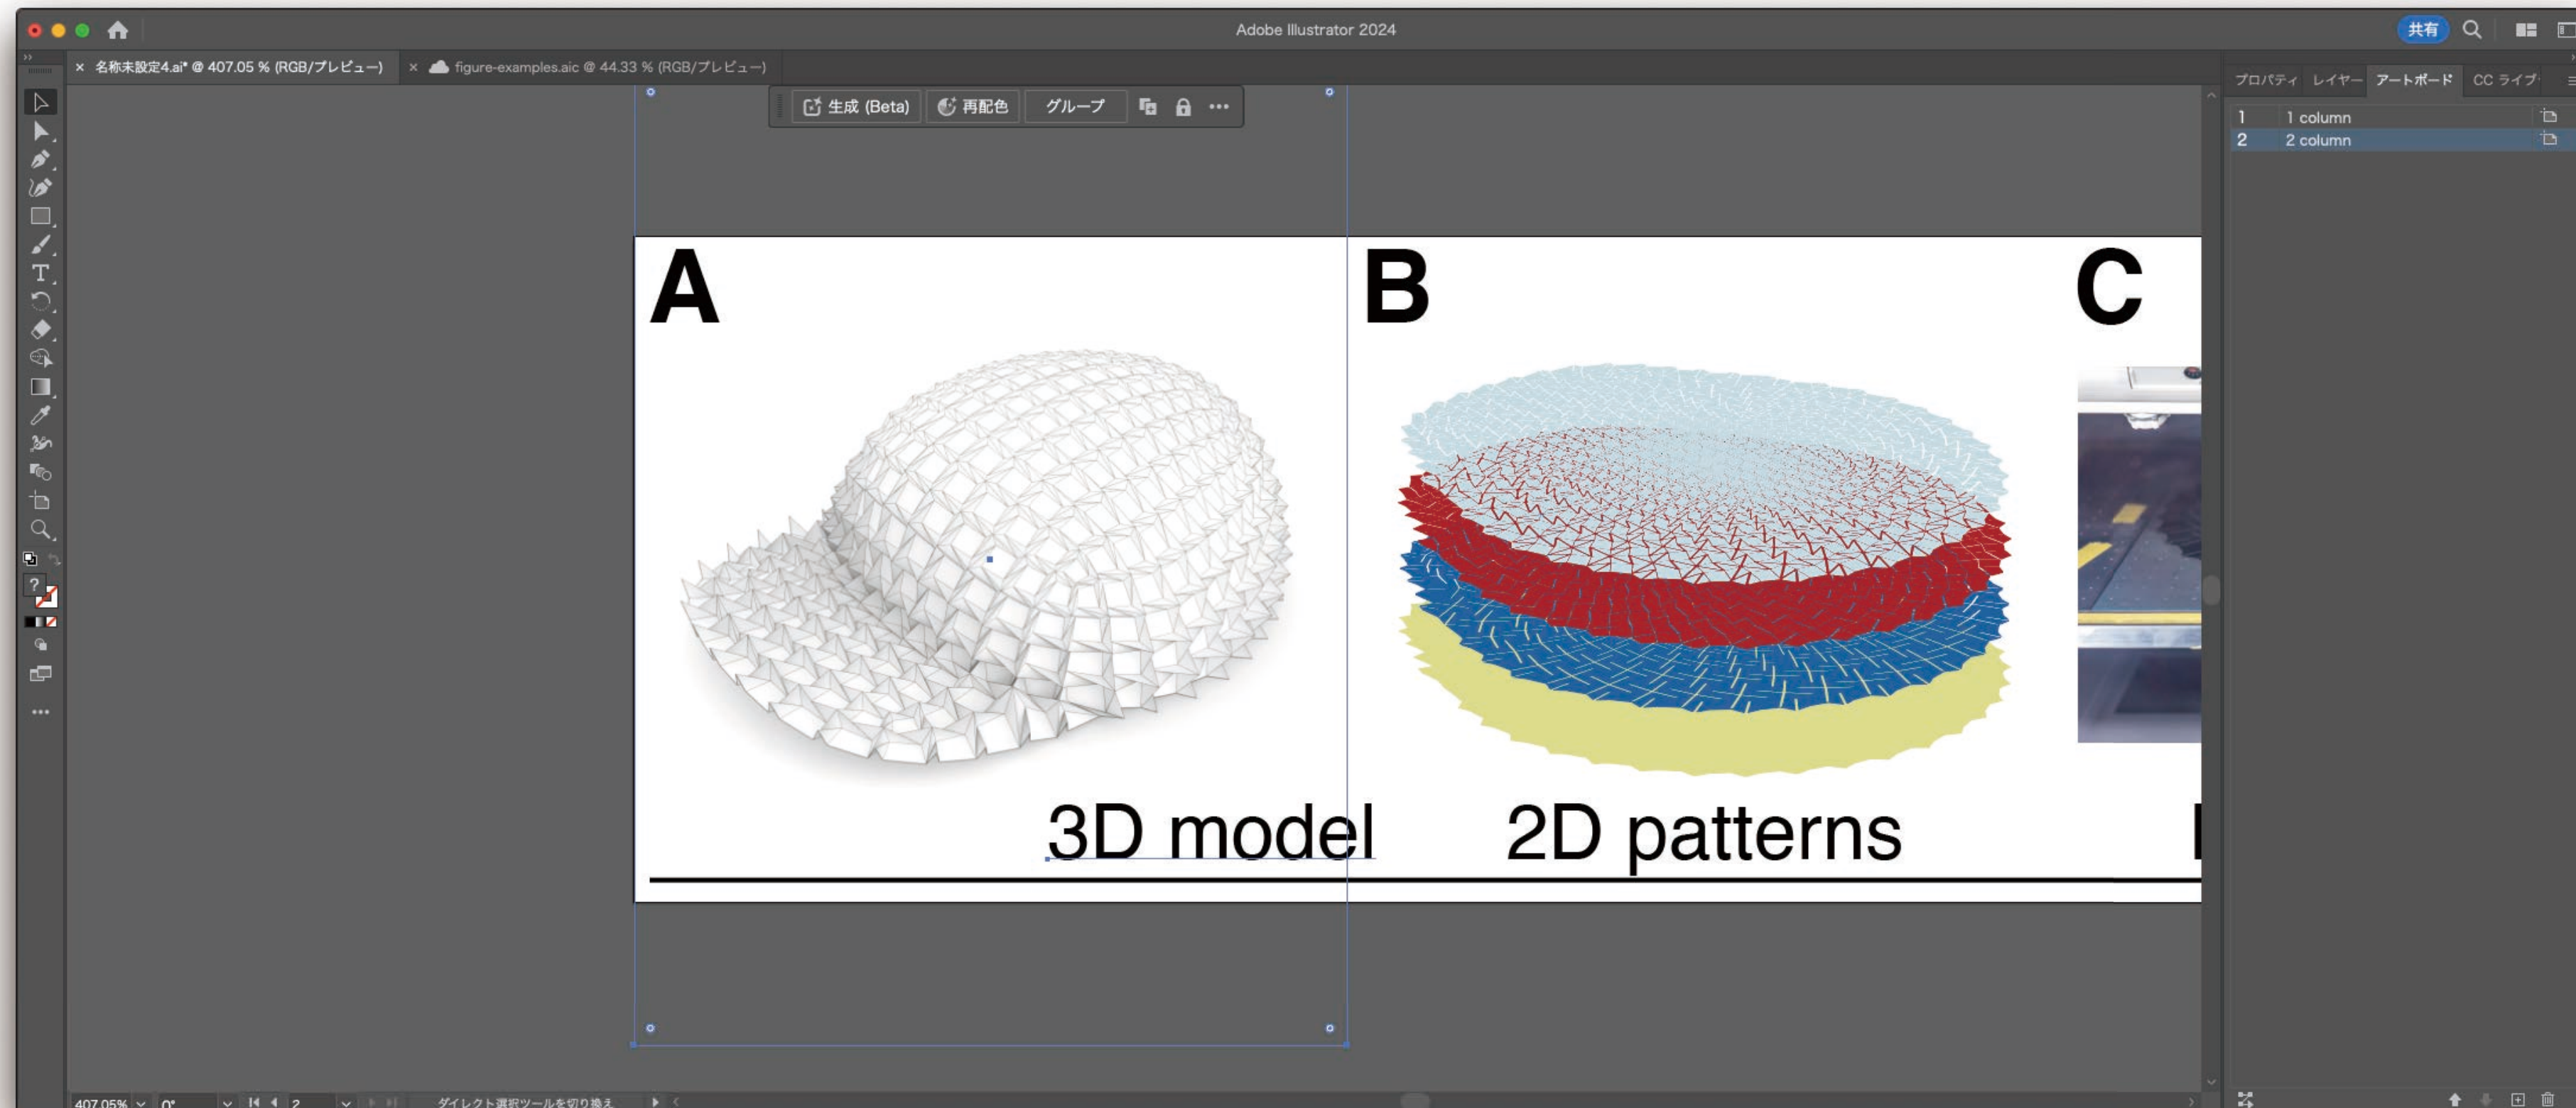 Adobe Illustrator 2024
共有
× 名称未設定4.ai* @ 407.05 % (RGB/プレビュー)
× figure-examples.aic @ 44.33 % (RGB/プレビュー)
プロパティ レイヤー アートボード CC ライブ
生成 (Beta) 再配色 グループ
1 1 column
2 2 column
A B C
3D model 2D patterns
407.05% 0° 2 ダイレクト選択ツールを切り換え